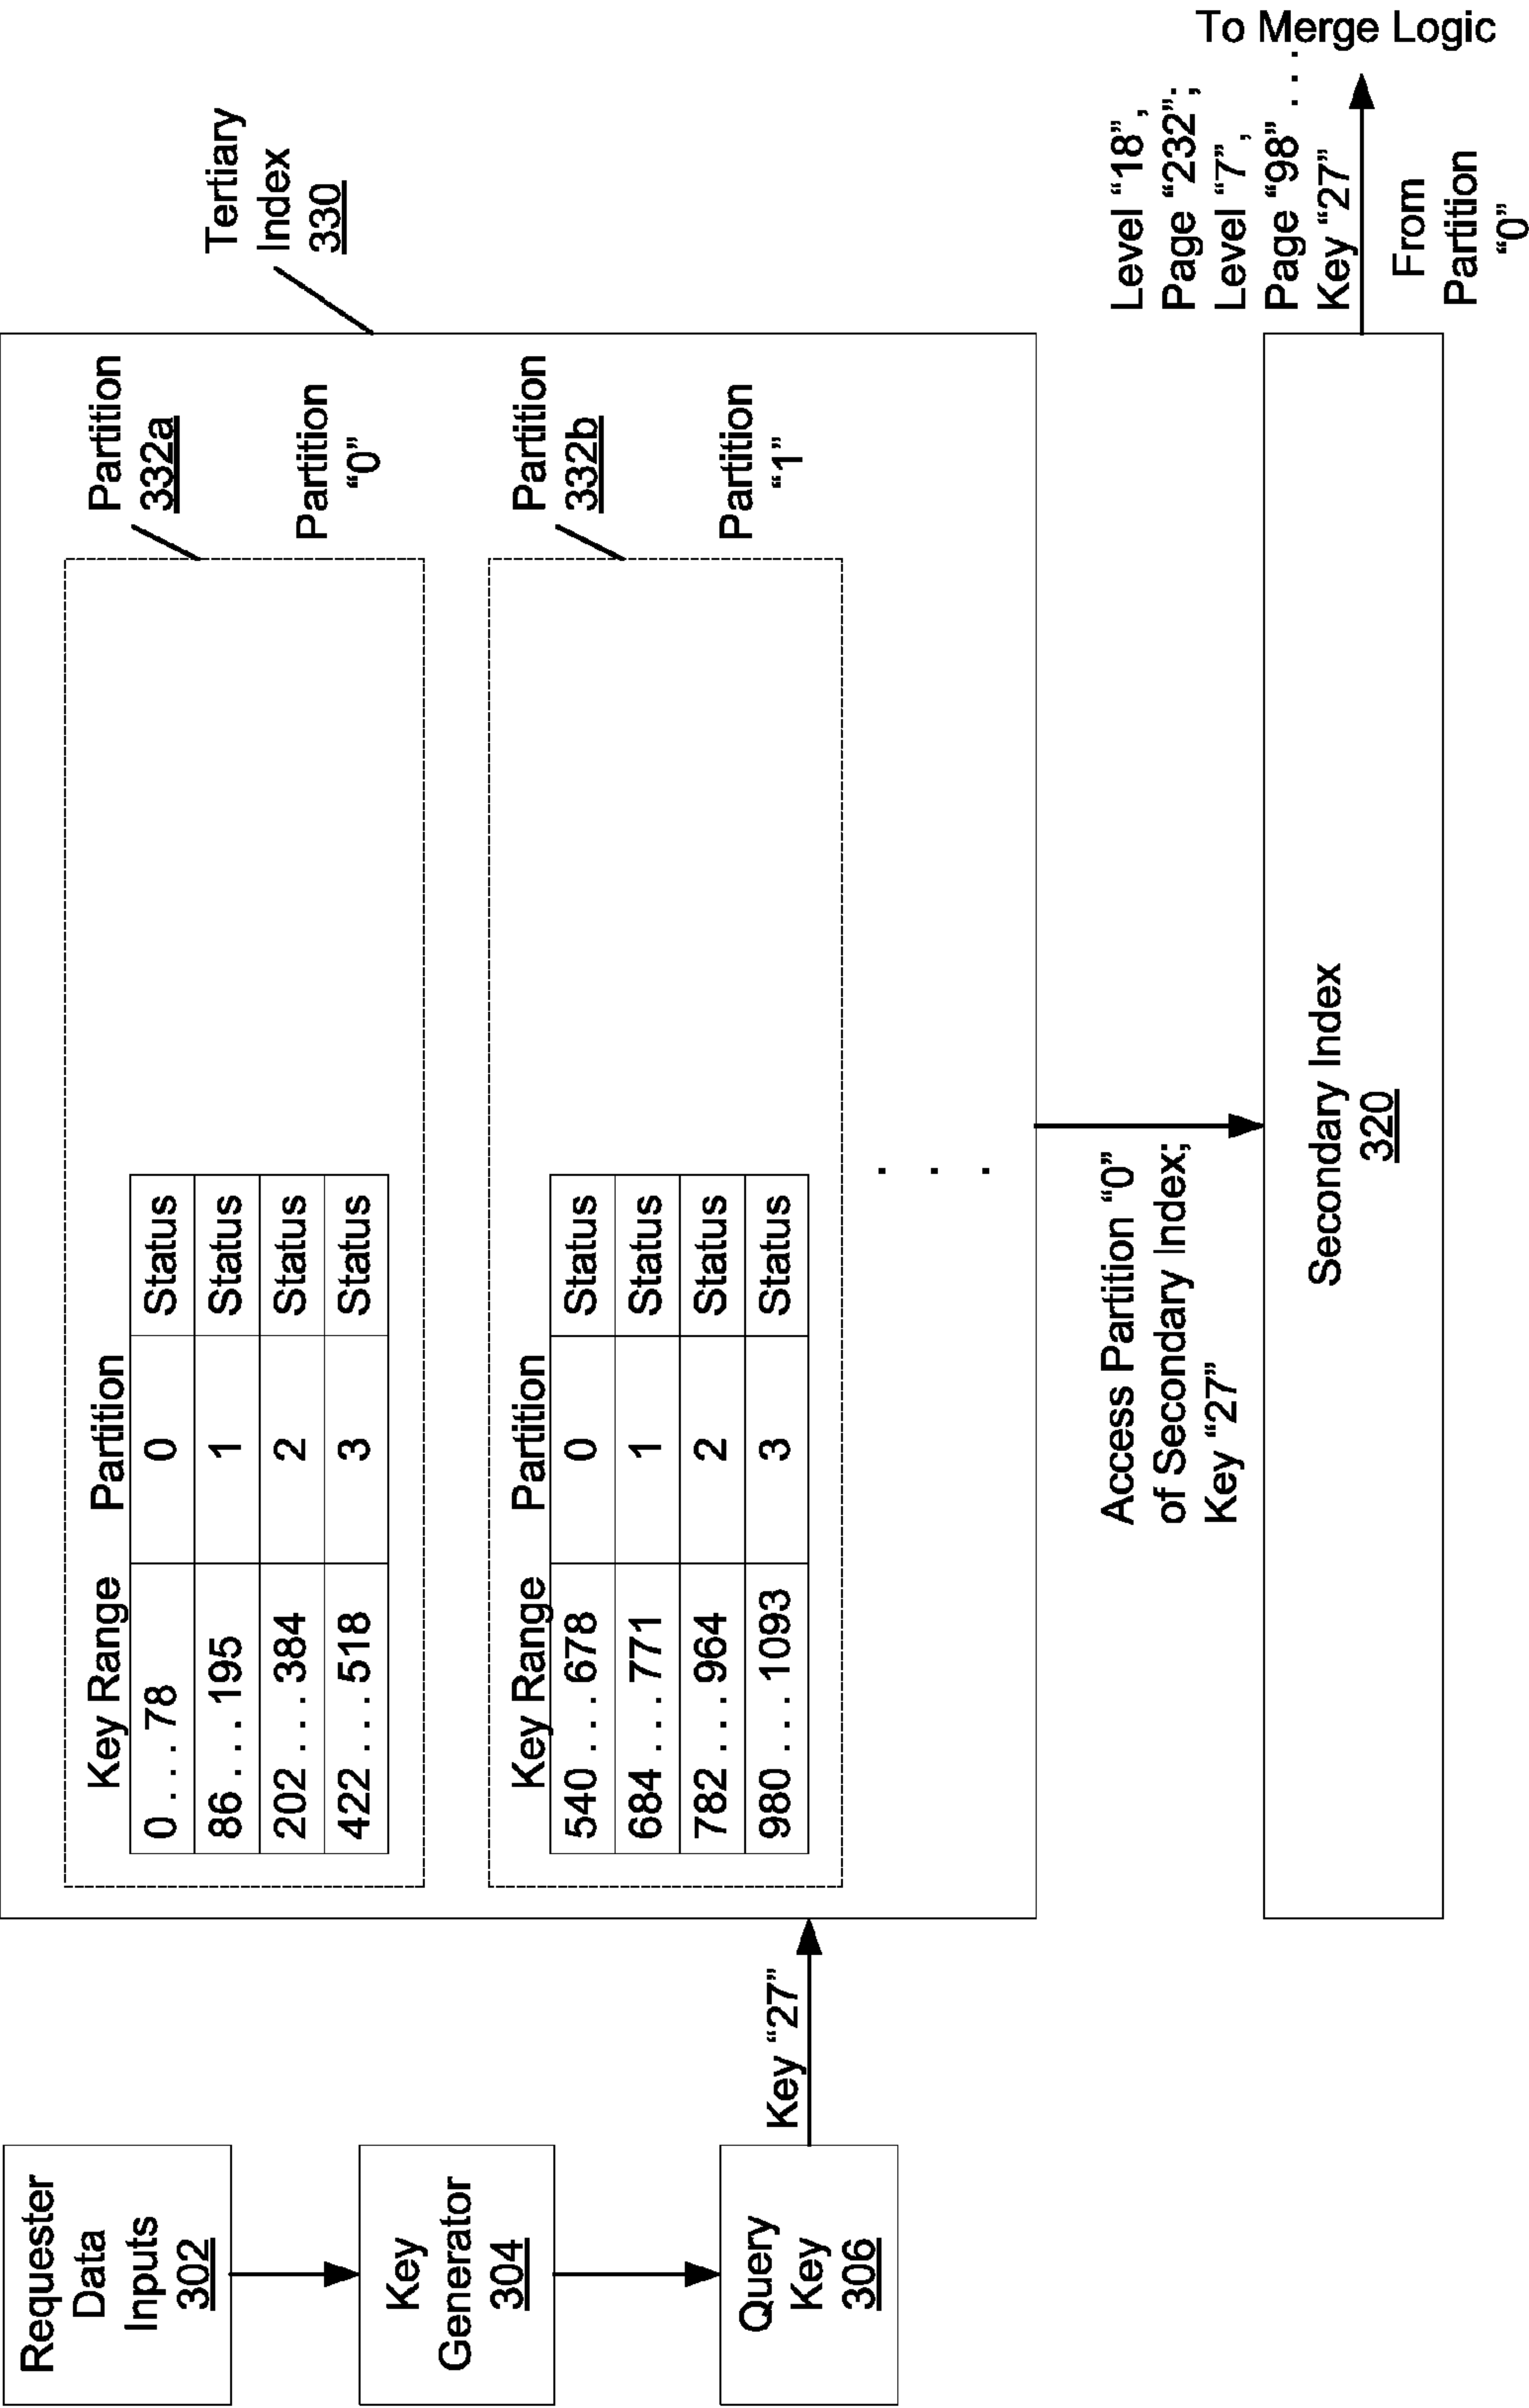 Requester
Data
Inputs
302
Key
Generator
304
Query
Key
306
Key “27”
Tertiary
Index
330
Partition
332a
Partition
“0”
Key Range Partition
0 . . . 78 0 Status
86 . . . 195 1 Status
202 . . . 384 2 Status
422 . . . 518 3 Status
Partition
332b
Partition
“1”
Key Range Partition
540 . . . 678 0 Status
684 . . . 771 1 Status
782 . . . 964 2 Status
980 . . . 1093 3 Status
. . .
Access Partition “0”
of Secondary Index;
Key “27”
Secondary Index
320
Level “18”,
Page “232”;
Level “7”,
Page “98” . . .
Key “27”
From
Partition
“0”
To Merge Logic